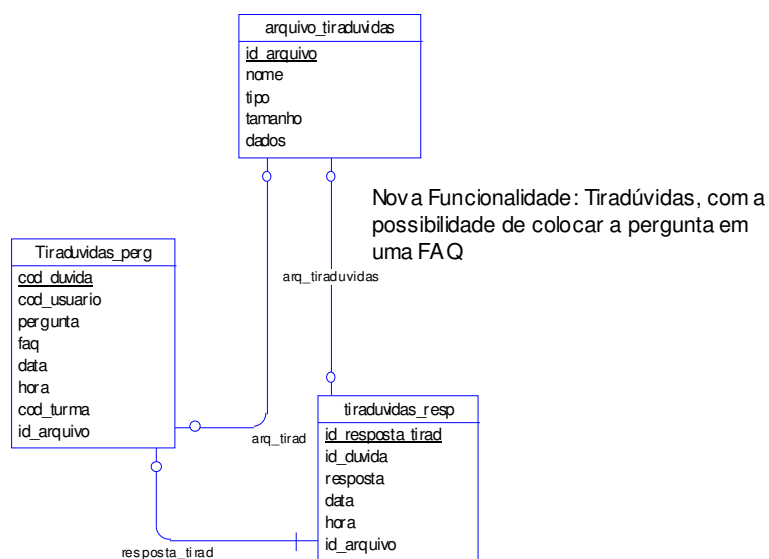 arquivo_tiraduvidas
id_arquivo
nome
tipo
tamanho
dados
Nova Funcionalidade: Tiradúvidas, com a
possibilidade de colocar a pergunta em
uma FAQ
Tiraduvidas_perg
cod_duvida
cod_usuario
pergunta
faq
data
hora
cod_turma
id_arquivo
arq_tiraduvidas
arq_tirad
tiraduvidas_resp
id_resposta_tirad
id_duvida
resposta
data
hora
id_arquivo
resposta_tirad